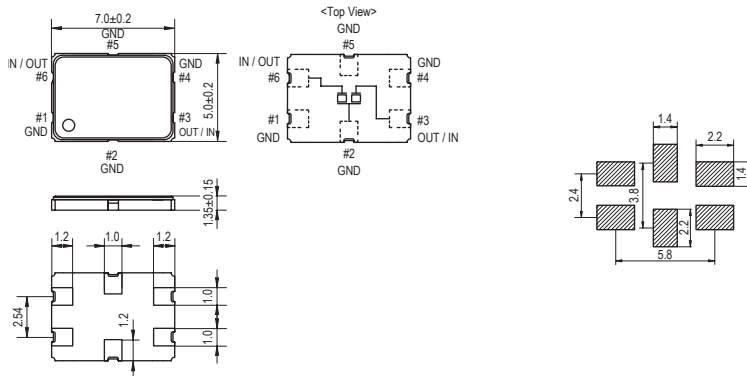 7.0±0.2
GND
#5
IN / OUT
#6
GND
#4
#1
GND
#3
OUT / IN
#2
GND
5.0±0.2
<Top View>
GND
#5
IN / OUT
#6
GND
#4
#1
GND
#3
OUT / IN
#2
GND
1.35±0.15
1.2
1.0
1.2
2.54
1.0
1.0
1.2
1.4
2.2
1.4
2.4
3.8
2.2
5.8